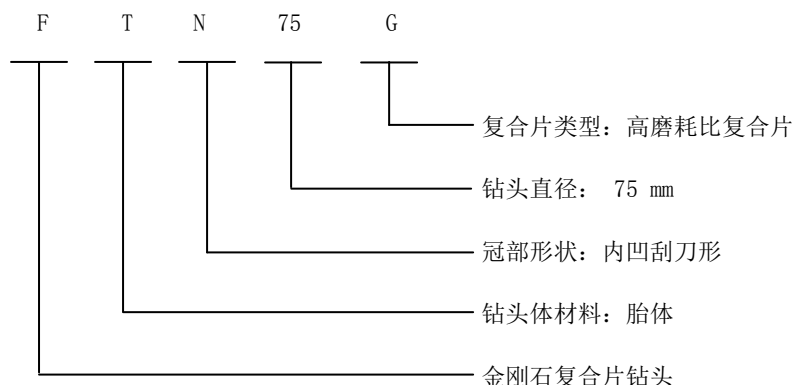 F T N 75 G
复合片类型：高磨耗比复合片
钻头直径： 75 mm
冠部形状：内凹刮刀形
钻头体材料：胎体
金刚石复合片钻头